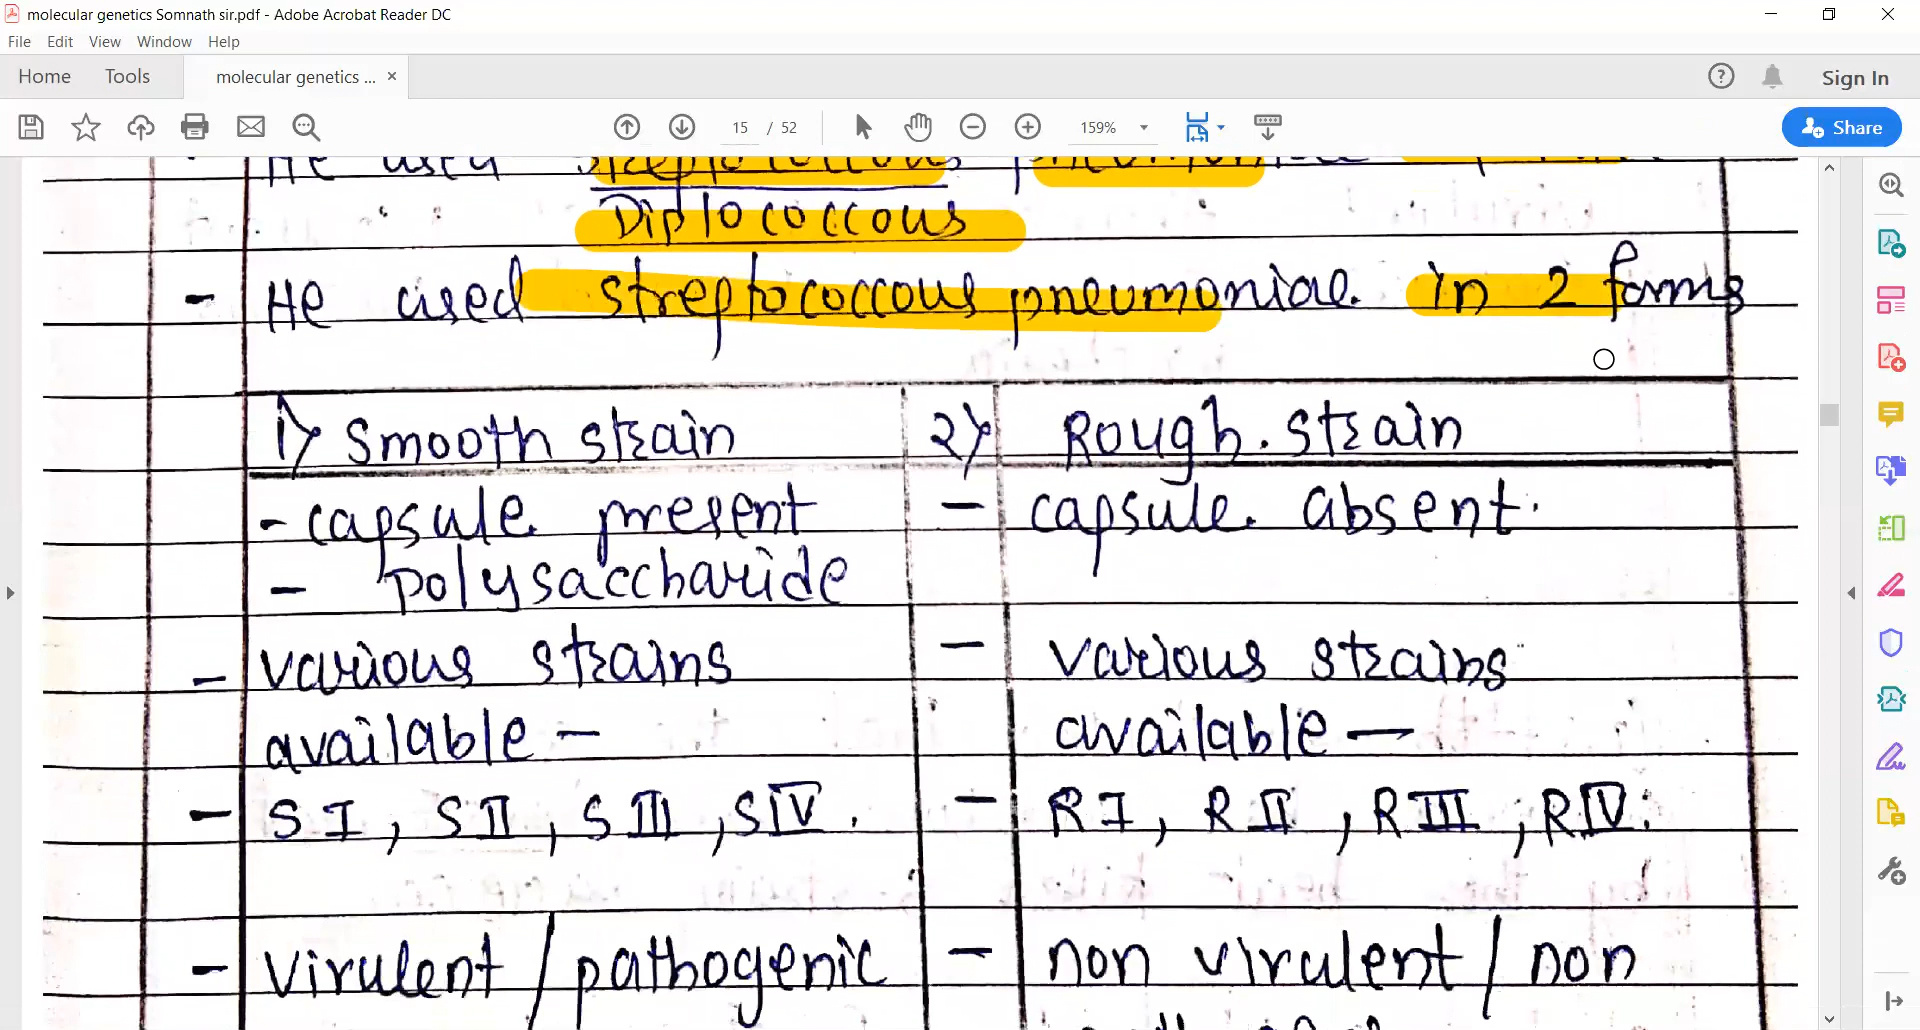 molecular genetics Somnath sir.pdf - Adobe Acrobat Reader DC
File Edit View Window Help
Home Tools molecular genetics ... × Sign In
15 / 52 159% Share
- He used streptococcous
Diplococcous
- He used streptococcous pneumoniae. in 2 forms
1) Smooth strain 2) Rough. strain
- capsule present - capsule. absent.
- polysaccharide
- various strains - various strains
available - available -
- S I, S II, S III, S IV. - R I, R II, R III, R IV.
- virulent / pathogenic - non virulent / non